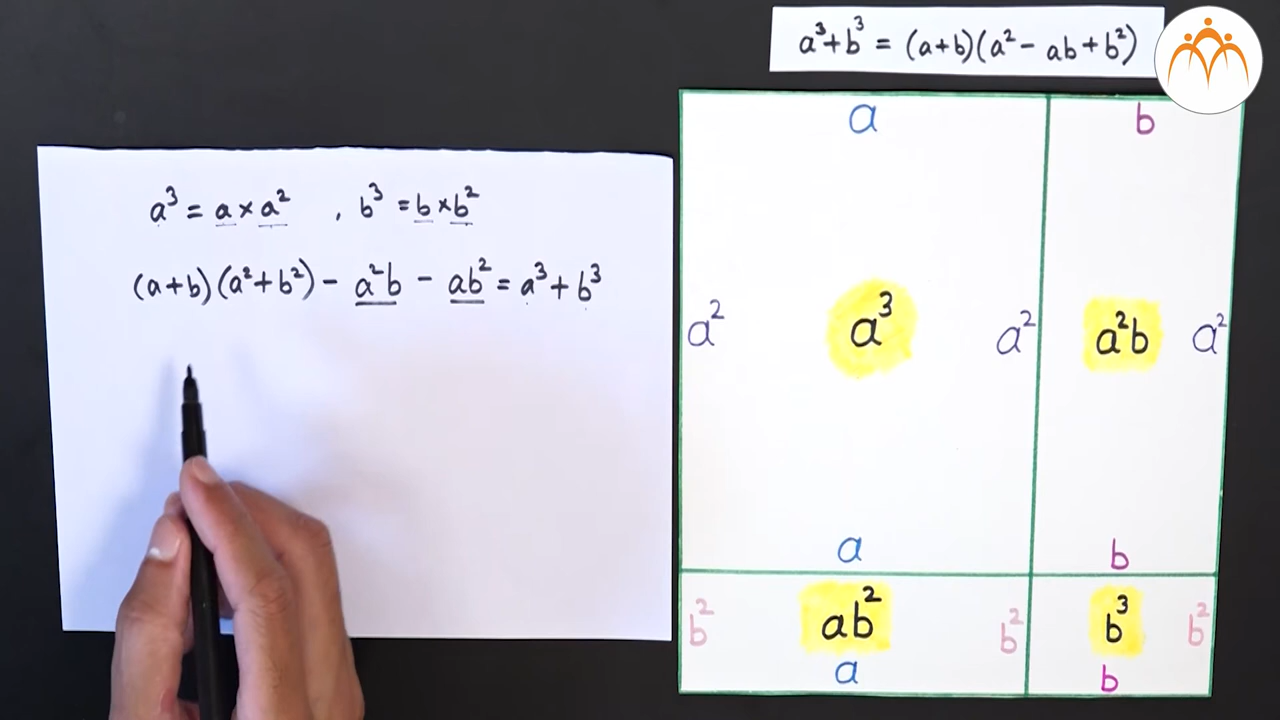 a³+b³ = (a+b)(a² - ab + b²)
a³ = a × a² , b³ = b × b²
(a+b)(a²+b²) - a²b - ab² = a³ + b³
a b
a² a³ a² a²b a²
a b
b² ab² b² b³ b²
a b